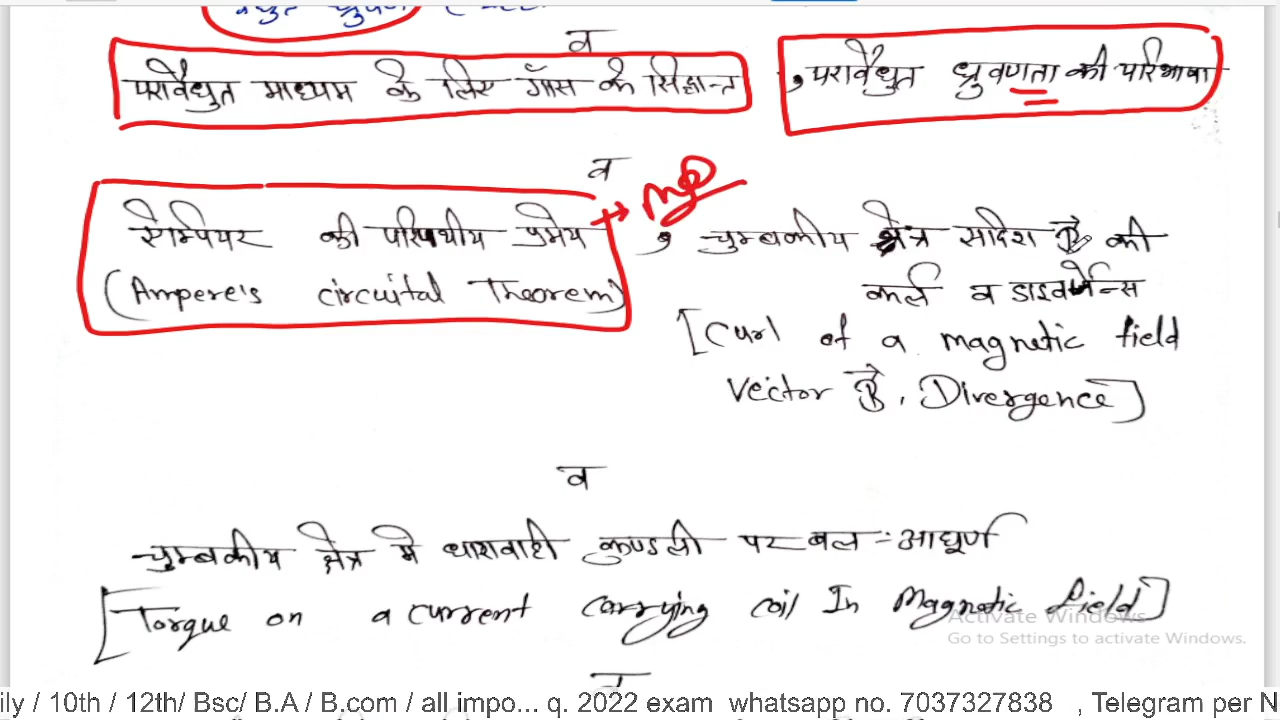 व
परावैधुत माध्यम के लिए गॉस के सिद्धान्त , परावैधुत ध्रुवणता की परिभाषा
व
ऐम्पियर की परिपथीय प्रमेय , चुम्बकीय क्षेत्र सदिश B की
(Ampere's circuital Theorem) कर्ल व डाइवर्जेन्स
[Curl of a magnetic field
Vector B, Divergence]
व
चुम्बकीय क्षेत्र मे धारावाही कुण्डली पर बल-आघूर्ण
[Torque on a current carrying coil In Magnetic field]
Activate Windows
Go to Settings to activate Windows.
ily / 10th / 12th/ Bsc/ B.A / B.com / all impo... q. 2022 exam whatsapp no. 7037327838 , Telegram per N